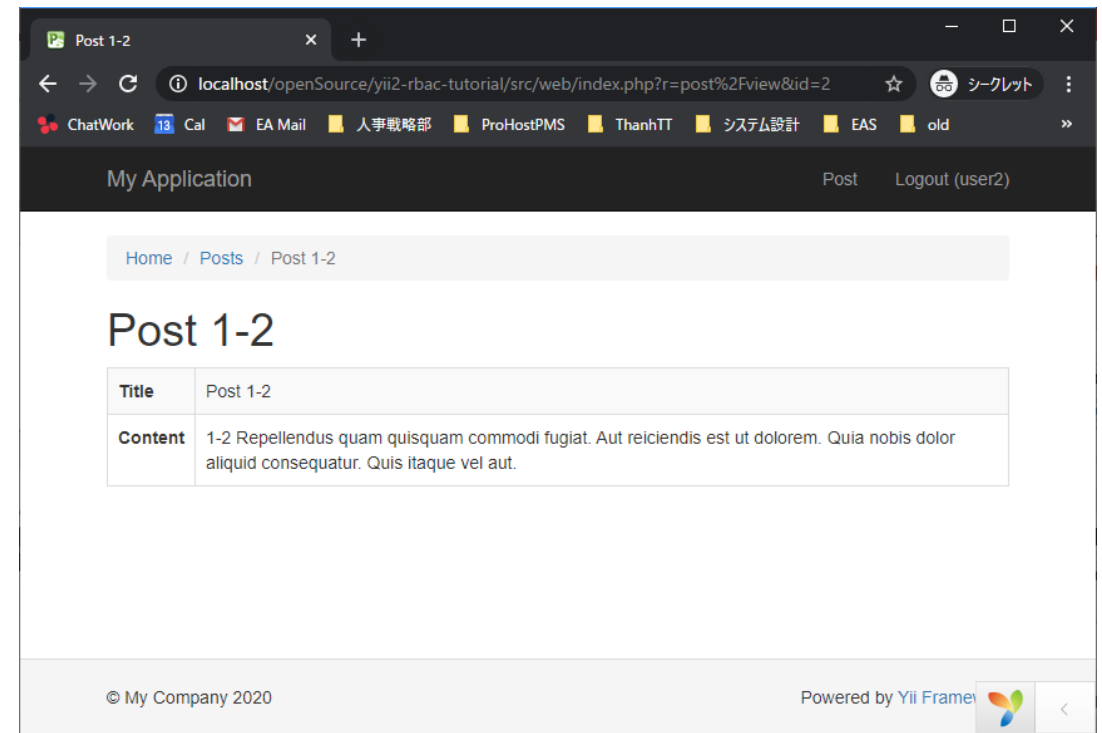 Post 1-2
localhost/openSource/yii2-rbac-tutorial/src/web/index.php?r=post%2Fview&id=2 シークレット
ChatWork 13 Cal EA Mail 人事戦略部 ProHostPMS ThanhTT システム設計 EAS old »
My Application Post Logout (user2)
Home / Posts / Post 1-2
Post 1-2
Title Post 1-2
Content 1-2 Repellendus quam quisquam commodi fugiat. Aut reiciendis est ut dolorem. Quia nobis dolor
aliquid consequatur. Quis itaque vel aut.
© My Company 2020 Powered by Yii Framew